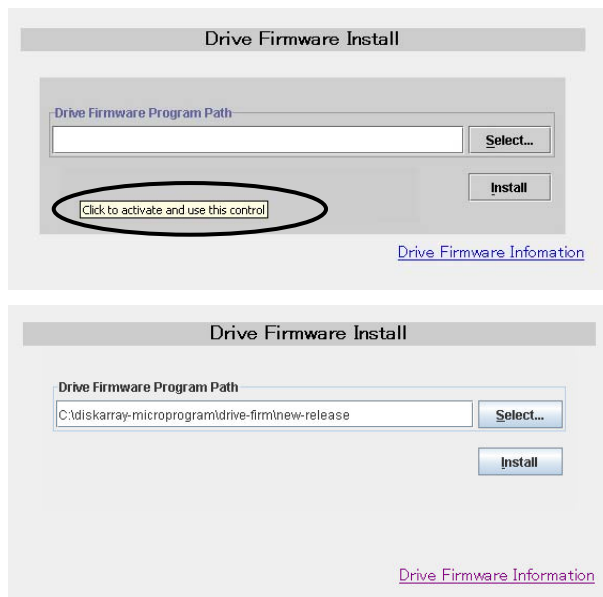 Drive Firmware Install
Drive Firmware Program Path
Select...
Install
Click to activate and use this control
Drive Firmware Infomation
Drive Firmware Install
Drive Firmware Program Path
C:\diskarray-microprogram\drive-firm\new-release
Select...
Install
Drive Firmware Information